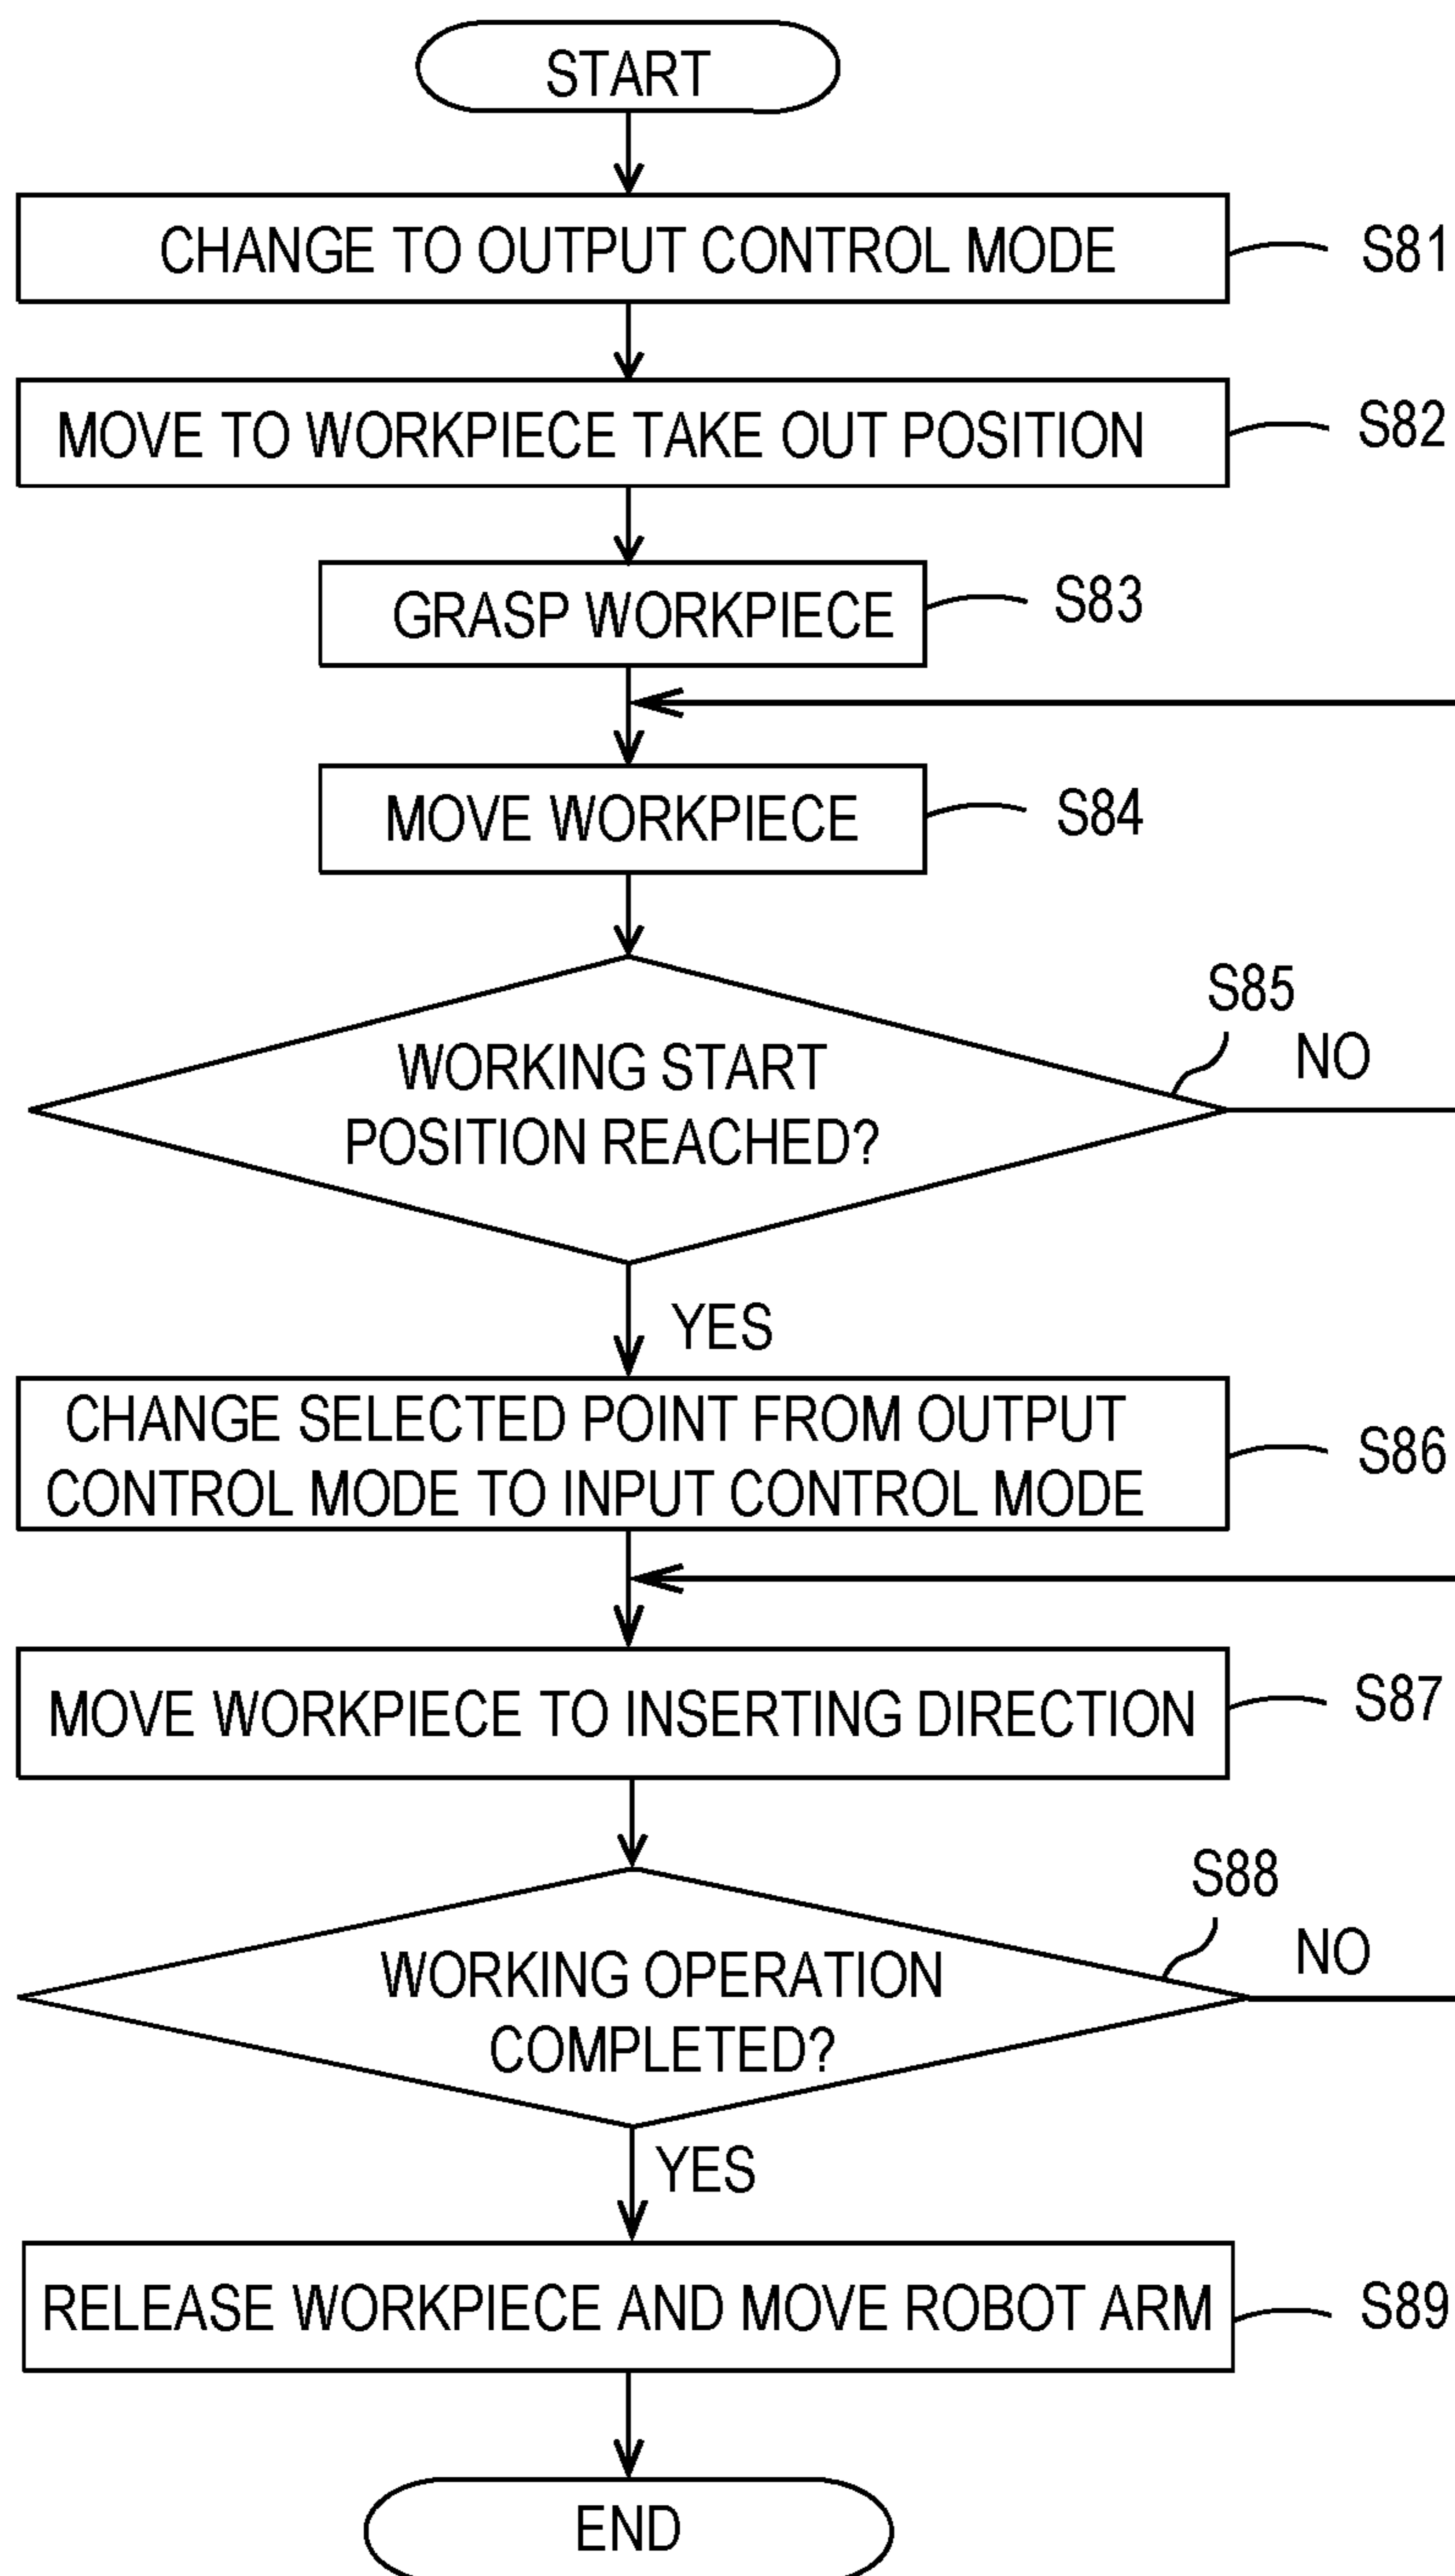 START
CHANGE TO OUTPUT CONTROL MODE
S81
MOVE TO WORKPIECE TAKE OUT POSITION
S82
GRASP WORKPIECE
S83
MOVE WORKPIECE
S84
S85
NO
WORKING START
POSITION REACHED?
YES
CHANGE SELECTED POINT FROM OUTPUT
CONTROL MODE TO INPUT CONTROL MODE
S86
MOVE WORKPIECE TO INSERTING DIRECTION
S87
S88
NO
WORKING OPERATION
COMPLETED?
YES
RELEASE WORKPIECE AND MOVE ROBOT ARM
S89
END